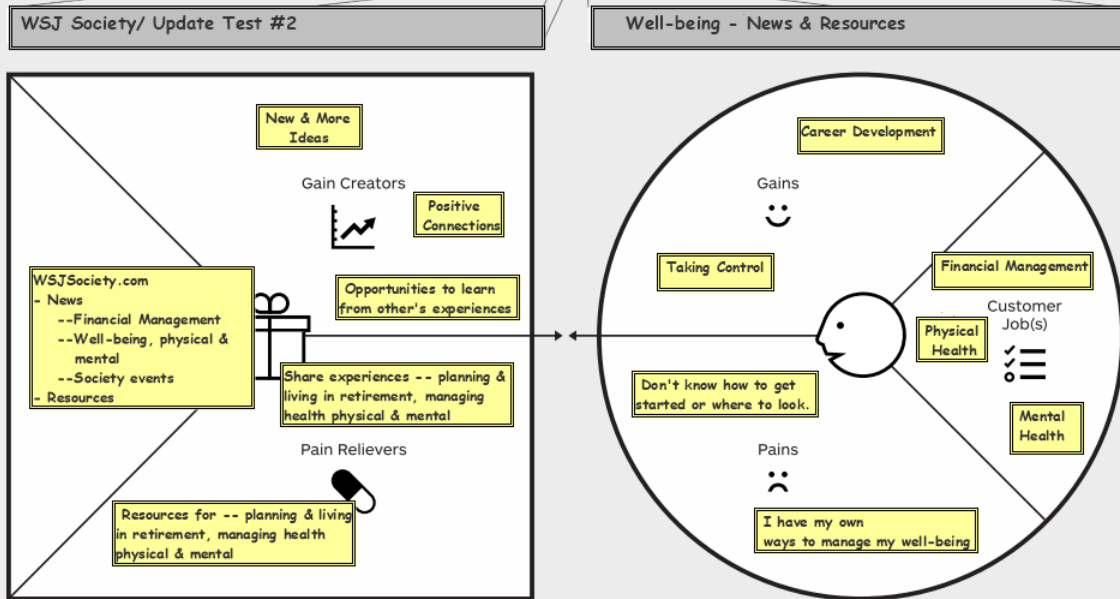 WSJ Society/ Update Test #2
New & More
Ideas
Gain Creators
Positive
Connections
WSJSociety.com
- News
--Financial Management
--Well-being, physical &
mental
--Society events
- Resources
Opportunities to learn
from other's experiences
Share experiences -- planning &
living in retirement, managing
health physical & mental
Pain Relievers
Resources for -- planning & living
in retirement, managing health
physical & mental
Well-being - News & Resources
Career Development
Gains
Taking Control
Financial Management
Customer
Job(s)
Physical
Health
Don't know how to get
started or where to look.
Mental
Health
Pains
I have my own
ways to manage my well-being